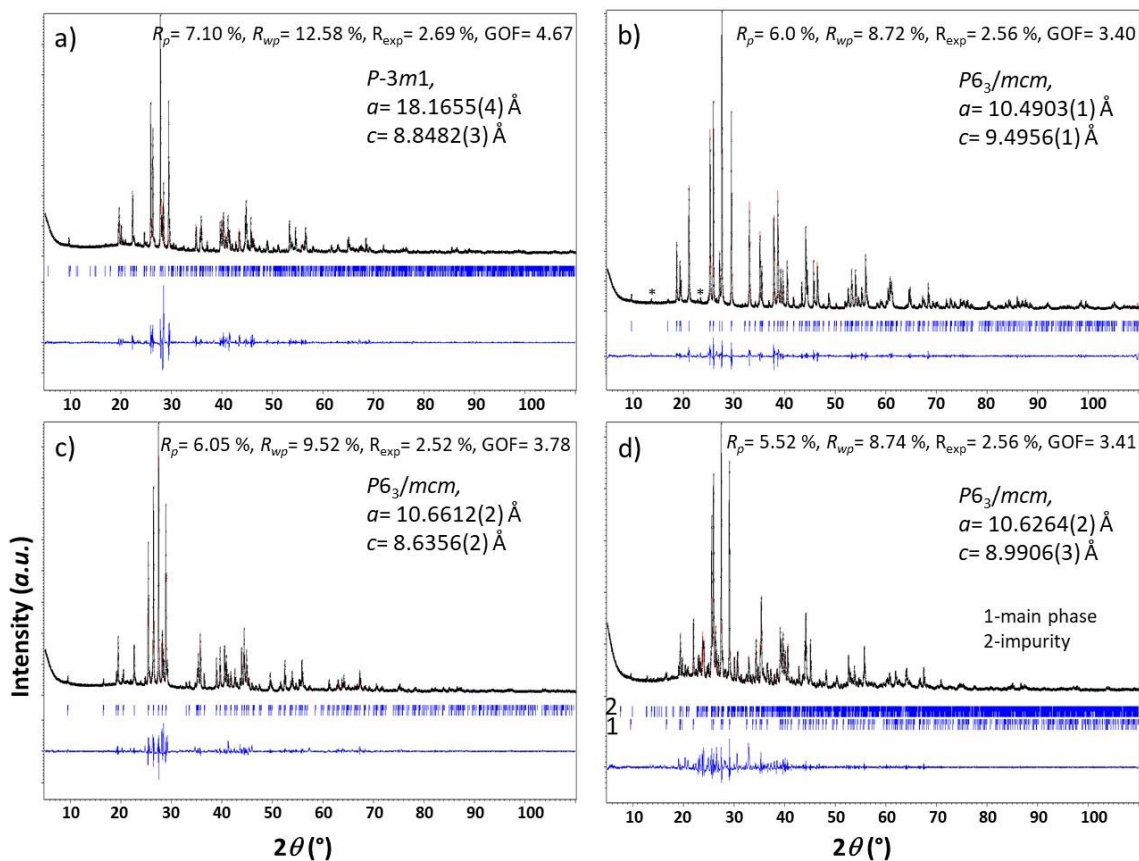 a)
Rp= 7.10 %, Rwp= 12.58 %, Rexp= 2.69 %, GOF= 4.67
P-3m1,
a= 18.1655(4) Å
c= 8.8482(3) Å
10 20 30 40 50 60 70 80 90 100
b)
Rp= 6.0 %, Rwp= 8.72 %, Rexp= 2.56 %, GOF= 3.40
P63/mcm,
a= 10.4903(1) Å
c= 9.4956(1) Å
* *
10 20 30 40 50 60 70 80 90 100
c)
Rp= 6.05 %, Rwp= 9.52 %, Rexp= 2.52 %, GOF= 3.78
P63/mcm,
a= 10.6612(2) Å
c= 8.6356(2) Å
10 20 30 40 50 60 70 80 90 100
2θ (°)
Intensity (a.u.)
d)
Rp= 5.52 %, Rwp= 8.74 %, Rexp= 2.56 %, GOF= 3.41
P63/mcm,
a= 10.6264(2) Å
c= 8.9906(3) Å
1-main phase
2-impurity
2
1
10 20 30 40 50 60 70 80 90 100
2θ (°)